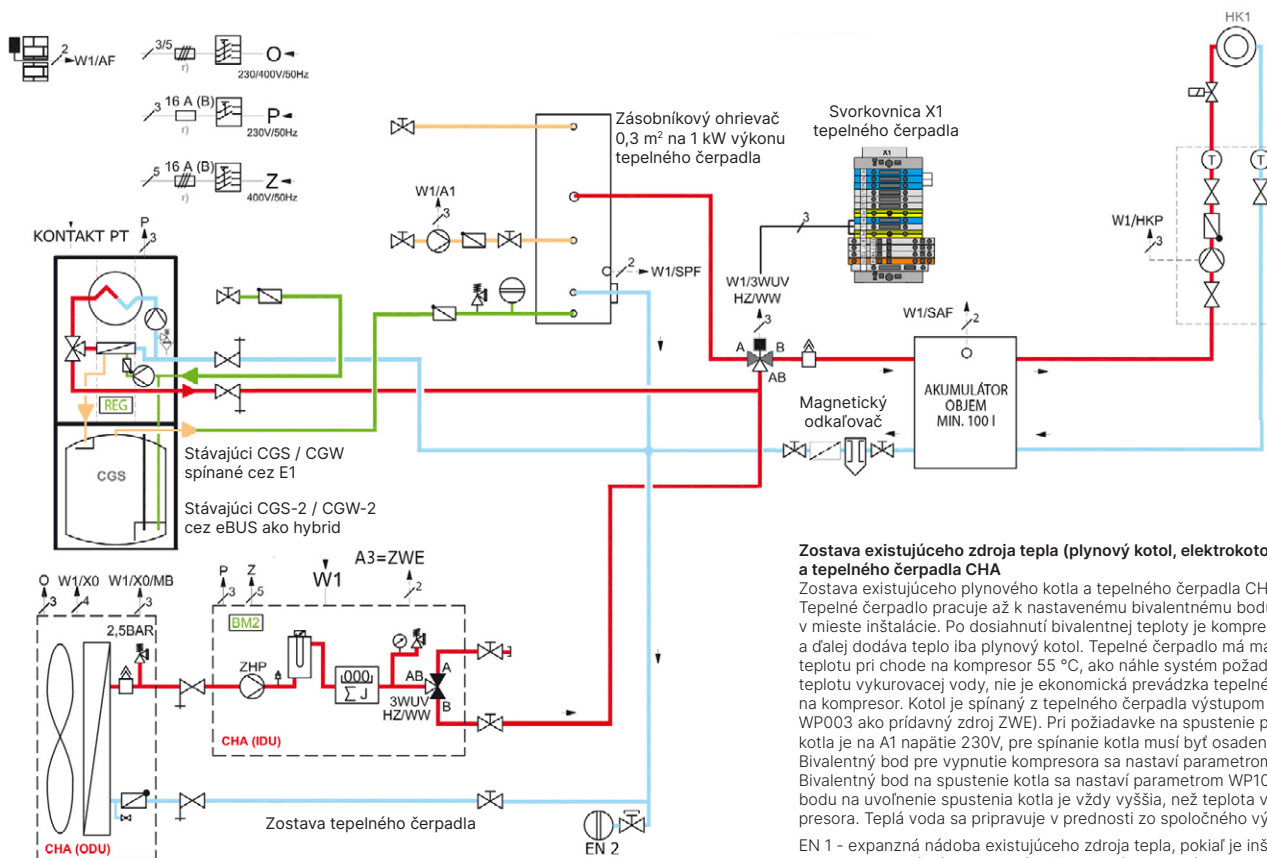 HK1
2
W1/AF
3/5
r)
O
230/400V/50Hz
3
16 A (B)
r)
P
230V/50Hz
5
16 A (B)
r)
Z
400V/50Hz
Zásobníkový ohrievač
0,3 m² na 1 kW výkonu
tepelného čerpadla
Svorkovnica X1
tepelného čerpadla
X1
W1/A1
3
3
T
T
W1/HKP
3
KONTAKT PT
P
3
2
W1/SPF
W1/3WUV
HZ/WW
3
A
B
AB
W1/SAF
2
AKUMULÁTOR
OBJEM
MIN. 100 l
Magnetický
odkaľovač
REG
CGS
Stávajúci CGS / CGW
spínané cez E1
Stávajúci CGS-2 / CGW-2
cez eBUS ako hybrid
O
3
W1/X0
4
W1/X0/MB
3
2,5BAR
P
3
Z
5
W1
A3=ZWE
2
BM2
ZHP
000
Σ J
AB
A
B
3WUV
HZ/WW
CHA (IDU)
CHA (ODU)
Zostava tepelného čerpadla
EN 2
Zostava existujúceho zdroja tepla (plynový kotol, elektrokoto
a tepelného čerpadla CHA
Zostava existujúceho plynového kotla a tepelného čerpadla CH
Tepelné čerpadlo pracuje až k nastavenému bivalentnému bodu
v mieste inštalácie. Po dosiahnutí bivalentnej teploty je kompre
a ďalej dodáva teplo iba plynový kotol. Tepelné čerpadlo má ma
teplotu pri chode na kompresor 55 °C, ako náhle systém požad
teplotu vykurovacej vody, nie je ekonomická prevádzka tepelné
na kompresor. Kotol je spínaný z tepelného čerpadla výstupom
WP003 ako prídavný zdroj ZWE). Pri požiadavke na spustenie p
kotla je na A1 napätie 230V, pre spínanie kotla musí byť osaden
Bivalentný bod pre vypnutie kompresora sa nastaví parametrom
Bivalentný bod na spustenie kotla sa nastaví parametrom WP10
bodu na uvoľnenie spustenia kotla je vždy vyššia, než teplota v
presora. Teplá voda sa pripravuje v prednosti zo spoločného vý
EN 1 - expanzná nádoba existujúceho zdroja tepla, pokiaľ je inš